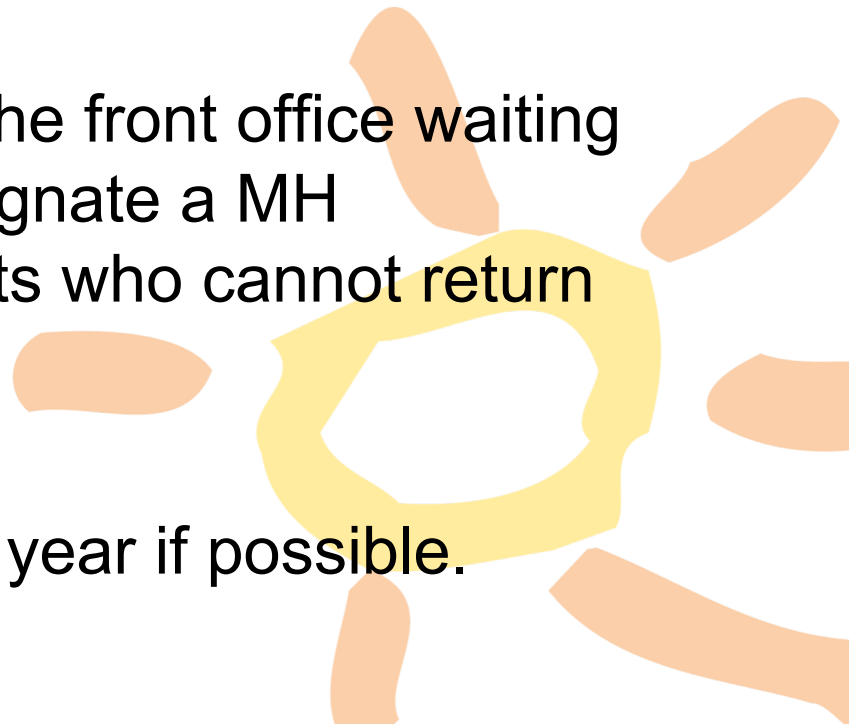 he front office waiting
gnate a MH
ts who cannot return
year if possible.